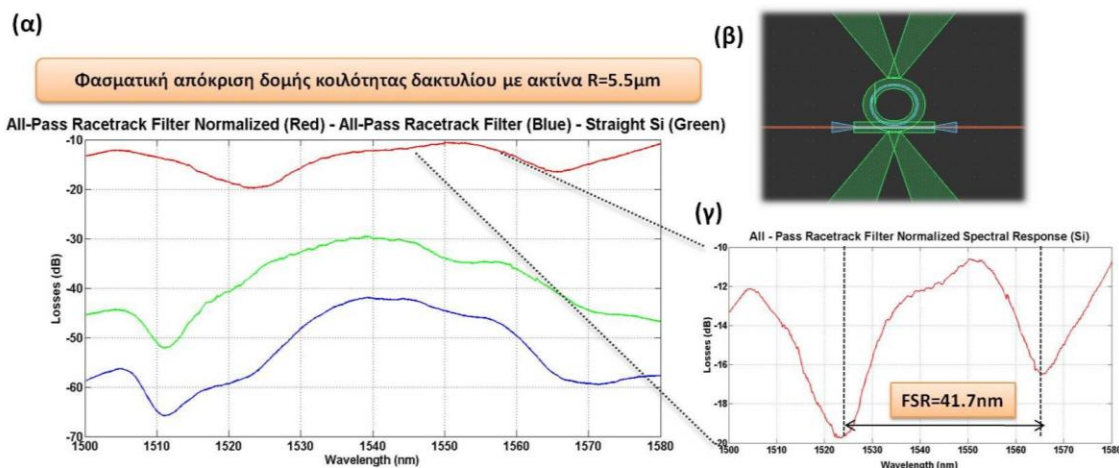 (α)
Φασματική απόκριση δομής κοιλότητας δακτυλίου με ακτίνα R=5.5μm
All-Pass Racetrack Filter Normalized (Red) - All-Pass Racetrack Filter (Blue) - Straight Si (Green)
-10
-20
-30
-40
-50
-60
-70
Losses (dB)
1500
1510
1520
1530
1540
1550
1560
1570
1580
Wavelength (nm)
(β)
(γ)
All - Pass Racetrack Filter Normalized Spectral Response (Si)
-10
-12
-14
-16
-18
-20
Losses (dB)
FSR=41.7nm
1500
1510
1520
1530
1540
1550
1560
1570
1580
Wavelength (nm)